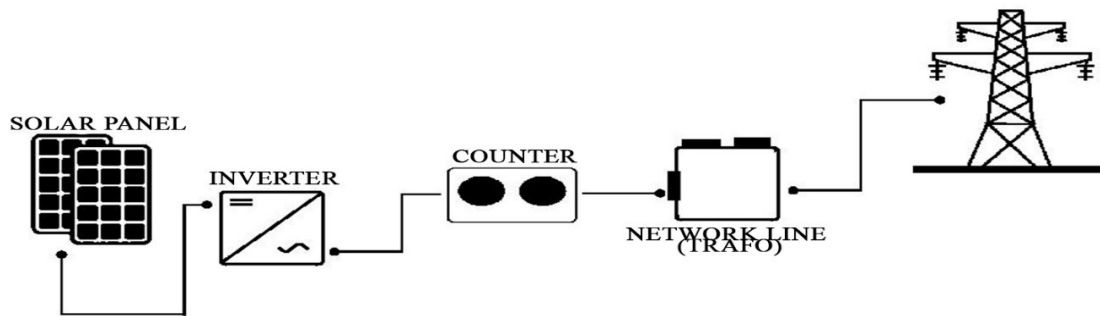 SOLAR PANEL
INVERTER
COUNTER
NETWORK LINE
(TRAFO)